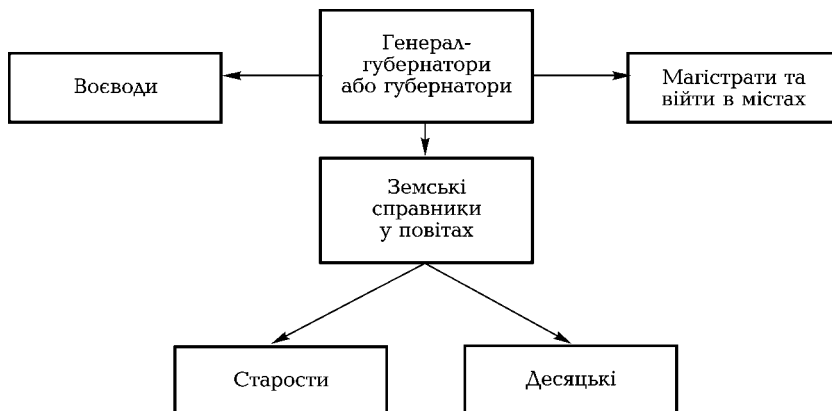 Генерал-
губернатори
або губернатори
Воєводи
Магістрати та
війти в містах
Земські
справники
у повітах
Старости
Десяцькі